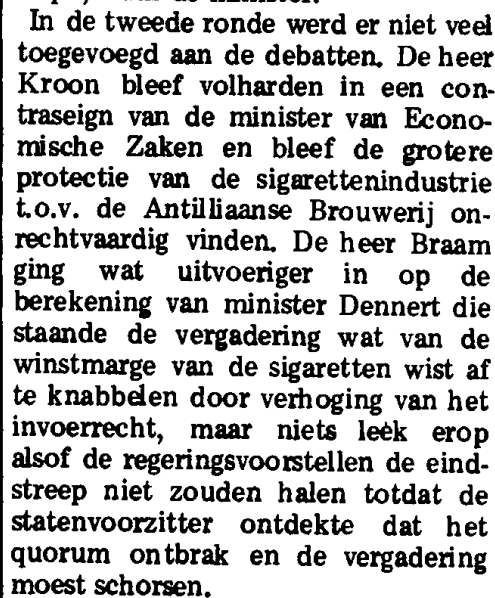 In de tweede ronde werd er niet veel
toegevoegd aan de debatten. De heer
Kroon bleef volharden in een con-
traseign van de minister van Econo-
mische Zaken en bleef de grotere
protectie van de sigarettenindustrie
t.o.v. de Antilliaanse Brouwerij on-
rechtvaardig vinden. De heer Braam
ging wat uitvoeriger in op de
berekening van minister Dennert die
staande de vergadering wat van de
winstmarge van de sigaretten wist af
te knabbelen door verhoging van het
invoerrecht, maar niets leek erop
alsof de regeringsvoorstellen de eind-
streep niet zouden halen totdat de
statenvoorzitter ontdekte dat het
quorum ontbrak en de vergadering
moest schorsen.